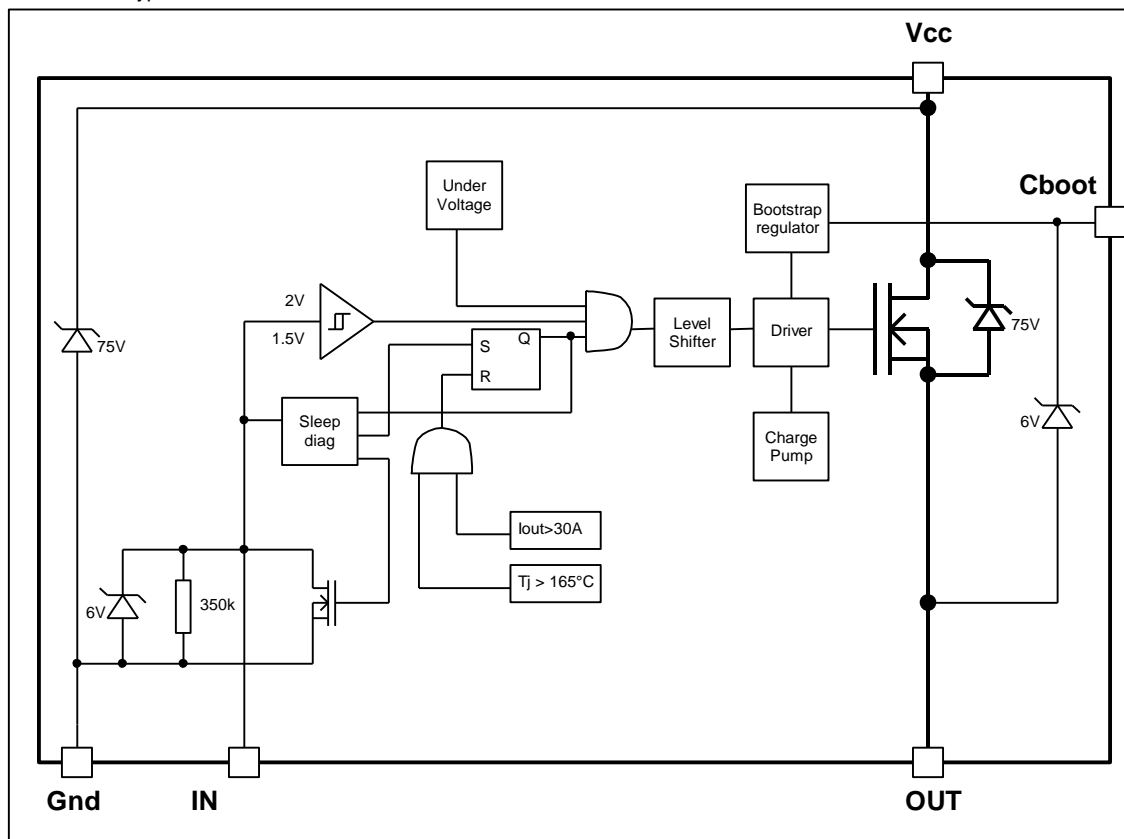 Vcc
Cboot
Under
Voltage
Bootstrap
regulator
2V
1.5V
75V
S
Q
R
Level
Shifter
Driver
75V
Sleep
diag
Charge
Pump
6V
Iout>30A
Tj > 165°C
6V
350k
Gnd
IN
OUT